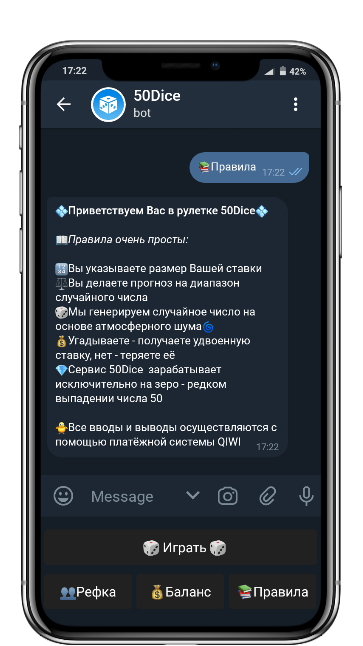 17:22
42%
50Dice
bot
📚Правила 17:22
💠Приветствуем Вас в рулетке 50Dice💠
📖Правила очень просты:
🔢Вы указываете размер Вашей ставки
⚖️Вы делаете прогноз на диапазон
случайного числа
🎲Мы генерируем случайное число на
основе атмосферного шума🌀
💰Угадываете - получаете удвоенную
ставку, нет - теряете её
💎Сервис 50Dice зарабатывает
исключительно на зеро - редком
выпадении числа 50
🐥Все вводы и выводы осуществляются с
помощью платёжной системы QIWI 17:22
Message
🎲 Играть 🎲
👥Рефка 💰Баланс 📚Правила